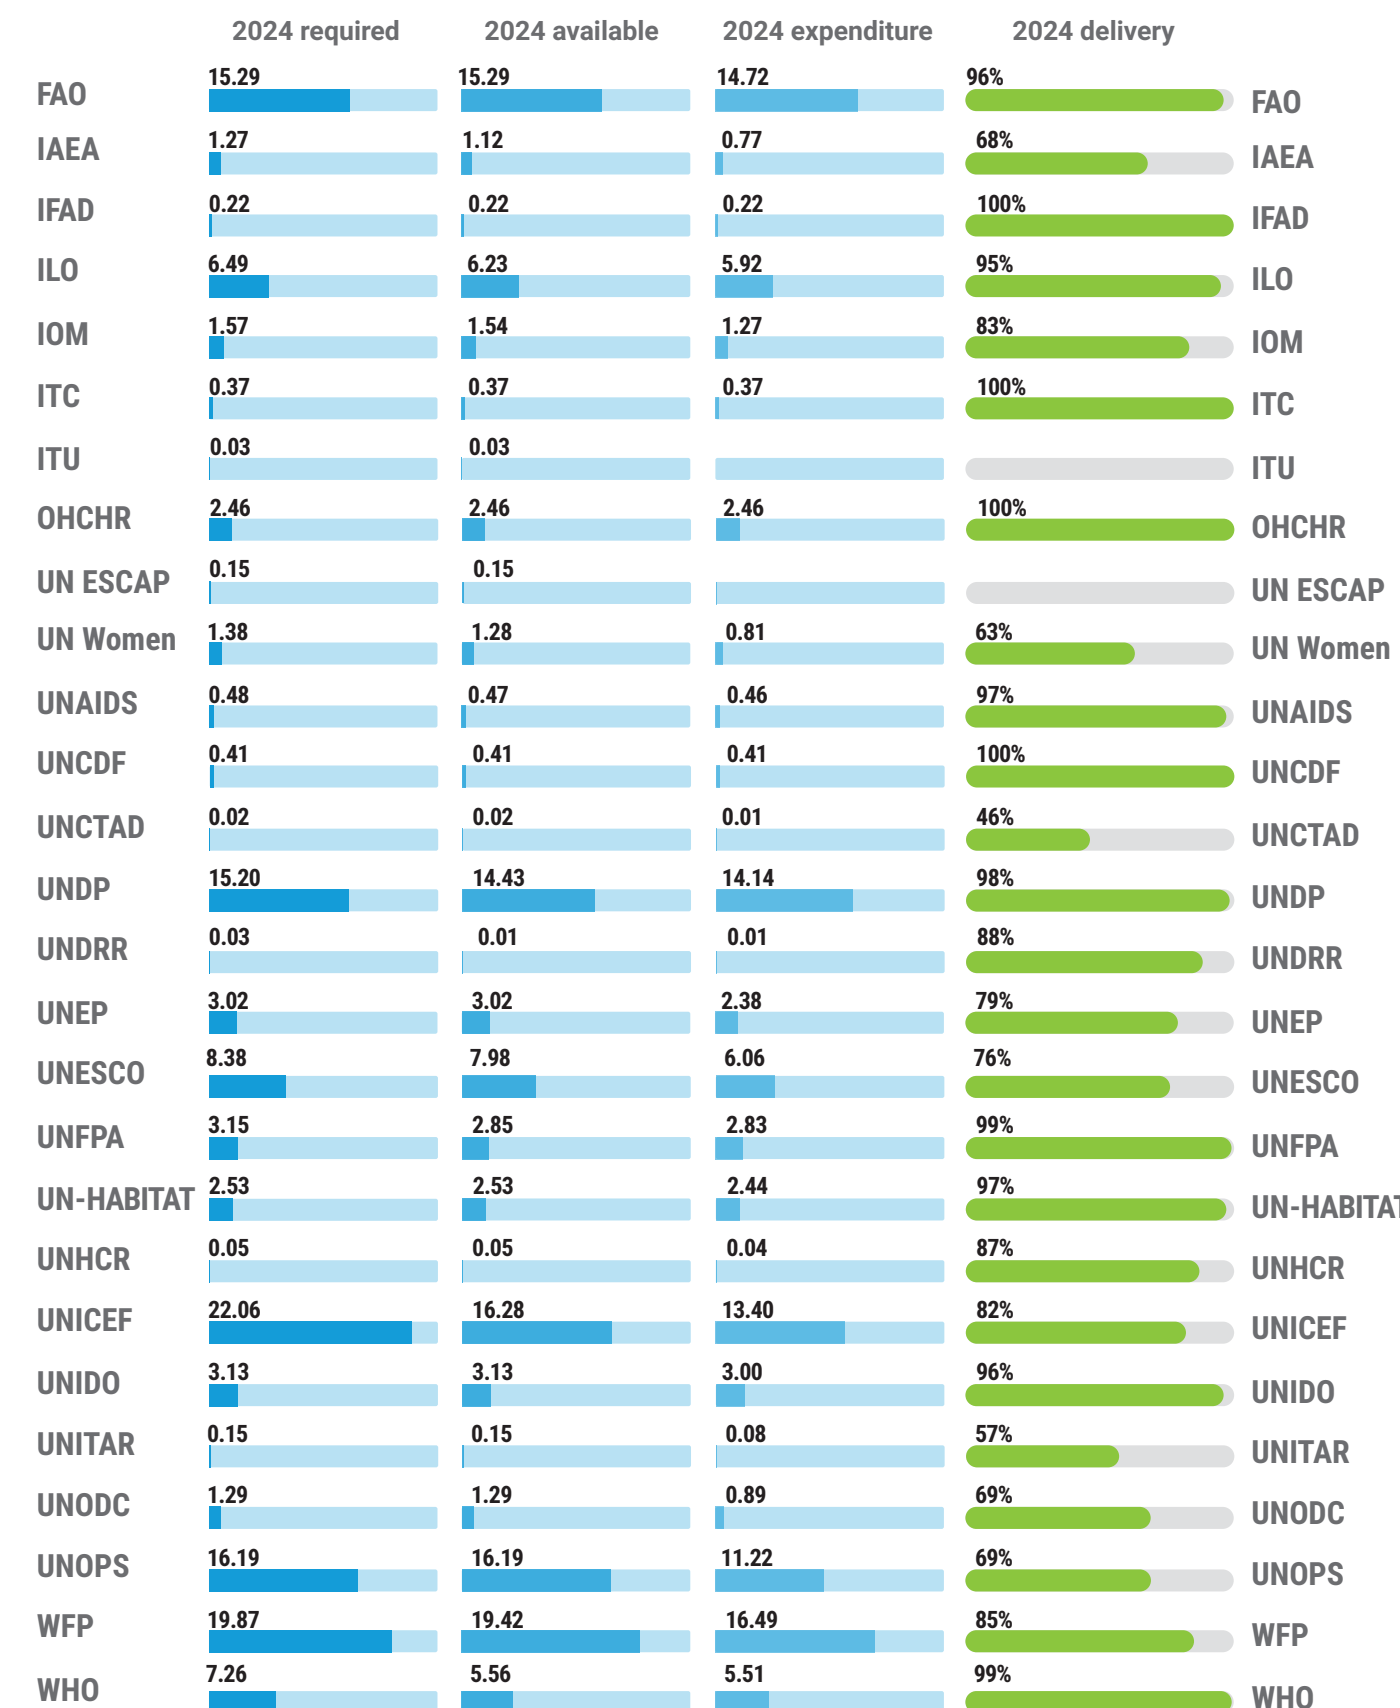 2024 required 2024 available 2024 expenditure 2024 delivery
FAO 15.29 15.29 14.72 96% FAO
IAEA 1.27 1.12 0.77 68% IAEA
IFAD 0.22 0.22 0.22 100% IFAD
ILO 6.49 6.23 5.92 95% ILO
IOM 1.57 1.54 1.27 83% IOM
ITC 0.37 0.37 0.37 100% ITC
ITU 0.03 0.03 ITU
OHCHR 2.46 2.46 2.46 100% OHCHR
UN ESCAP 0.15 0.15 UN ESCAP
UN Women 1.38 1.28 0.81 63% UN Women
UNAIDS 0.48 0.47 0.46 97% UNAIDS
UNCDF 0.41 0.41 0.41 100% UNCDF
UNCTAD 0.02 0.02 0.01 46% UNCTAD
UNDP 15.20 14.43 14.14 98% UNDP
UNDRR 0.03 0.01 0.01 88% UNDRR
UNEP 3.02 3.02 2.38 79% UNEP
UNESCO 8.38 7.98 6.06 76% UNESCO
UNFPA 3.15 2.85 2.83 99% UNFPA
UN-HABITAT 2.53 2.53 2.44 97% UN-HABITAT
UNHCR 0.05 0.05 0.04 87% UNHCR
UNICEF 22.06 16.28 13.40 82% UNICEF
UNIDO 3.13 3.13 3.00 96% UNIDO
UNITAR 0.15 0.15 0.08 57% UNITAR
UNODC 1.29 1.29 0.89 69% UNODC
UNOPS 16.19 16.19 11.22 69% UNOPS
WFP 19.87 19.42 16.49 85% WFP
WHO 7.26 5.56 5.51 99% WHO